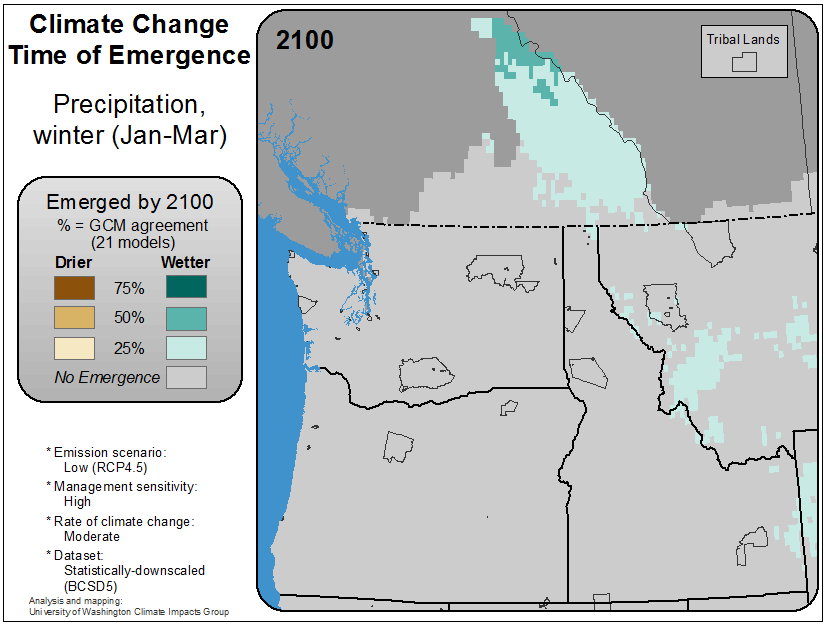 Climate Change
Time of Emergence
Precipitation,
winter (Jan-Mar)
Emerged by 2100
% = GCM agreement
(21 models)
Drier Wetter
75%
50%
25%
No Emergence
* Emission scenario:
Low (RCP4.5)
* Management sensitivity:
High
* Rate of climate change:
Moderate
* Dataset:
Statistically-downscaled
(BCSD5)
Analysis and mapping:
University of Washington Climate Impacts Group
2100
Tribal Lands